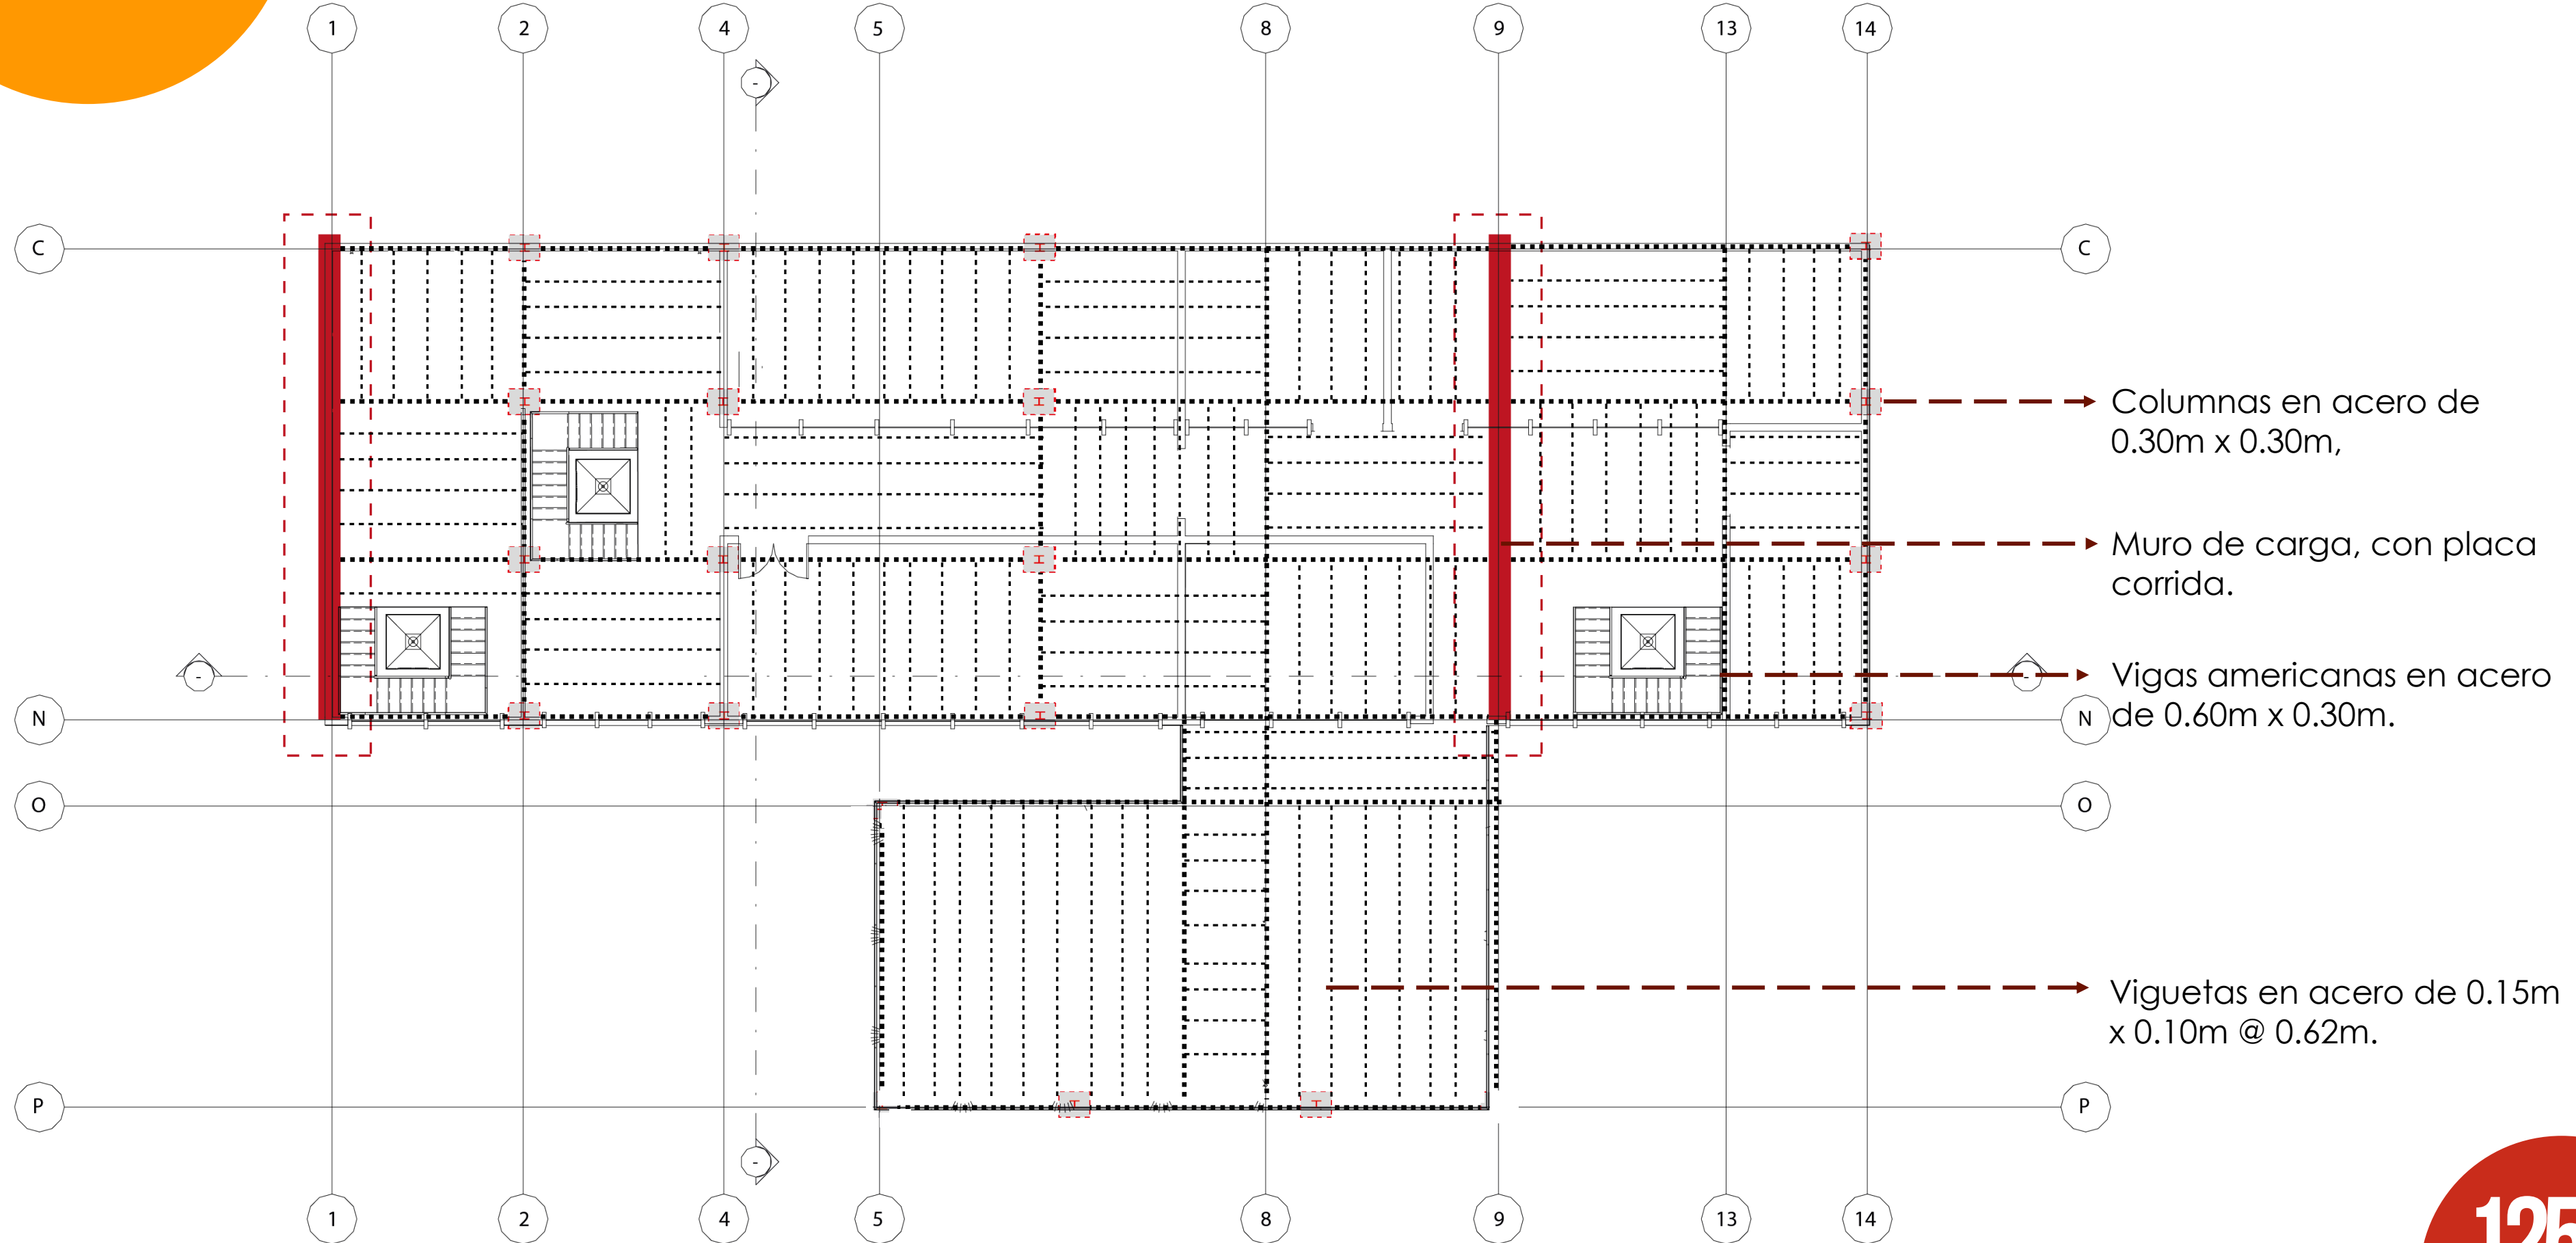 1 2 4 5 8 9 13 14
-
C C
Columnas en acero de
0.30m x 0.30m,
Muro de carga, con placa
corrida.
- -
Vigas americanas en acero
N N de 0.60m x 0.30m.
O O
Viguetas en acero de 0.15m
x 0.10m @ 0.62m.
P P
-
1 2 4 5 8 9 13 14
125